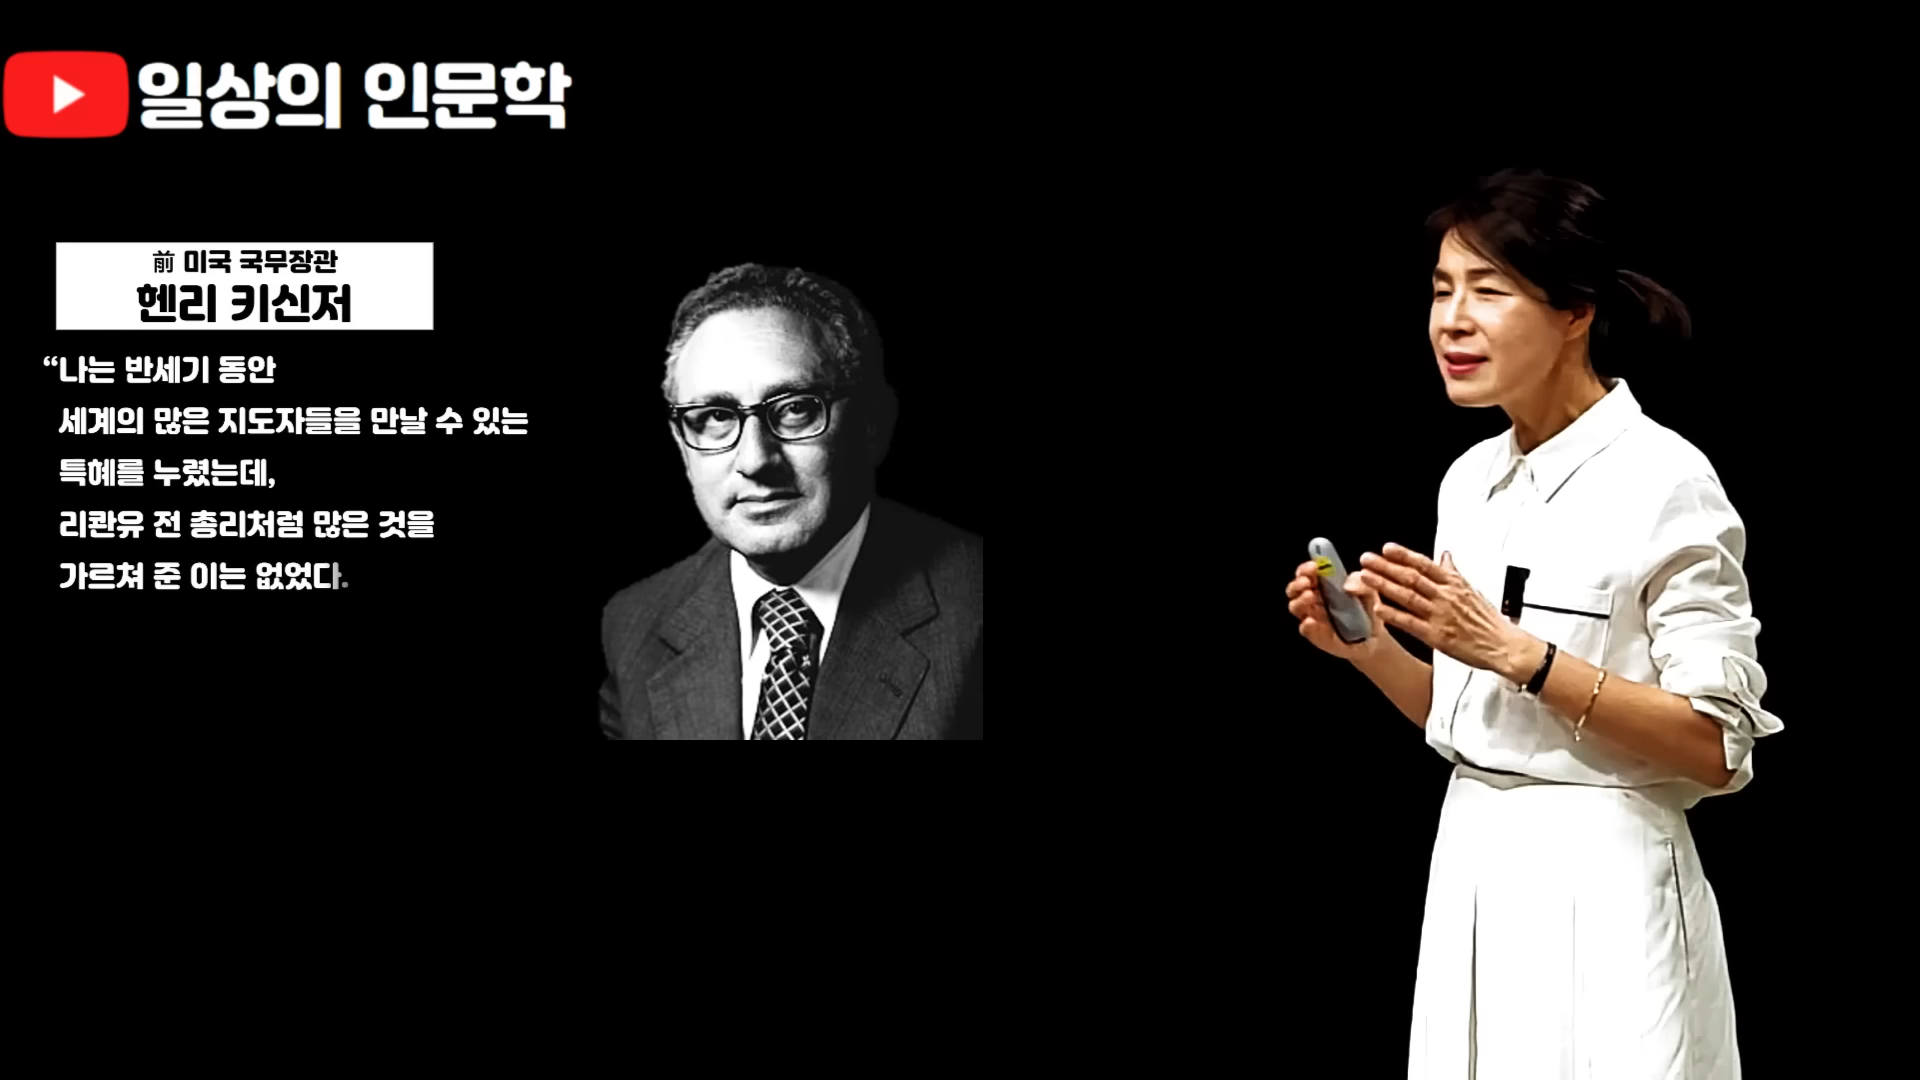 일상의 인문학
前 미국 국무장관
헨리 키신저
“나는 반세기 동안
세계의 많은 지도자들을 만날 수 있는
특혜를 누렸는데,
리콴유 전 총리처럼 많은 것을
가르쳐 준 이는 없었다.